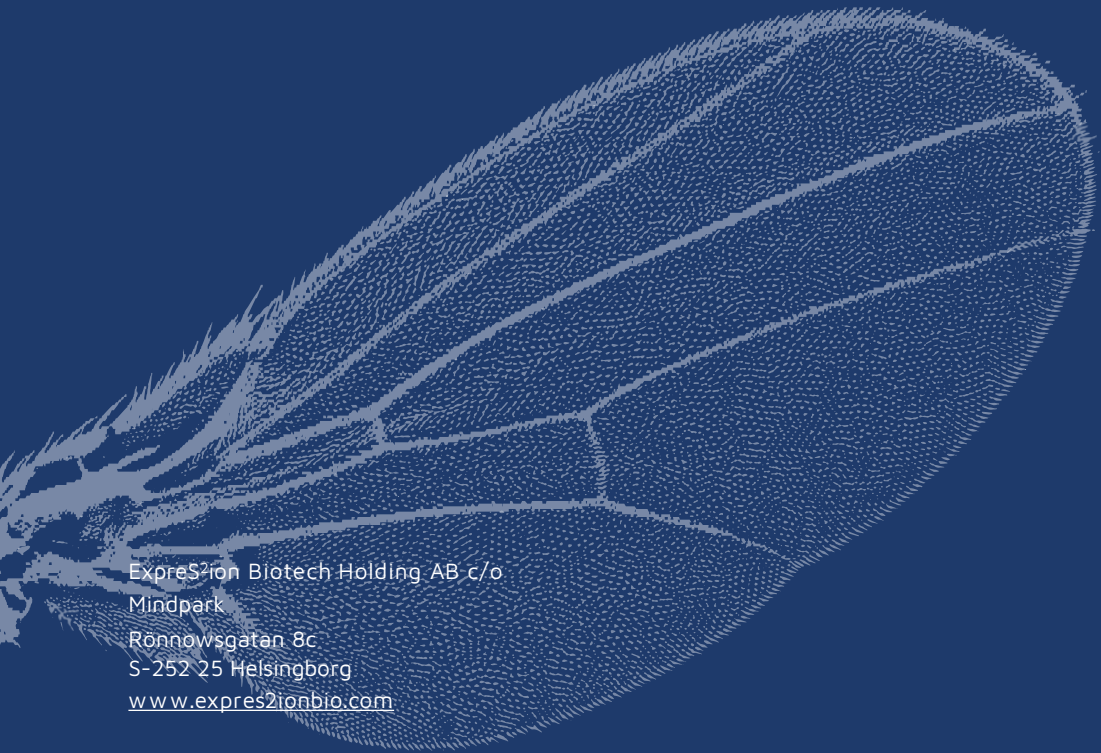 ExpreS²ion Biotech Holding AB c/o
Mindpark
Rönnowsgatan 8c
S-252 25 Helsingborg
www.expres2ionbio.com